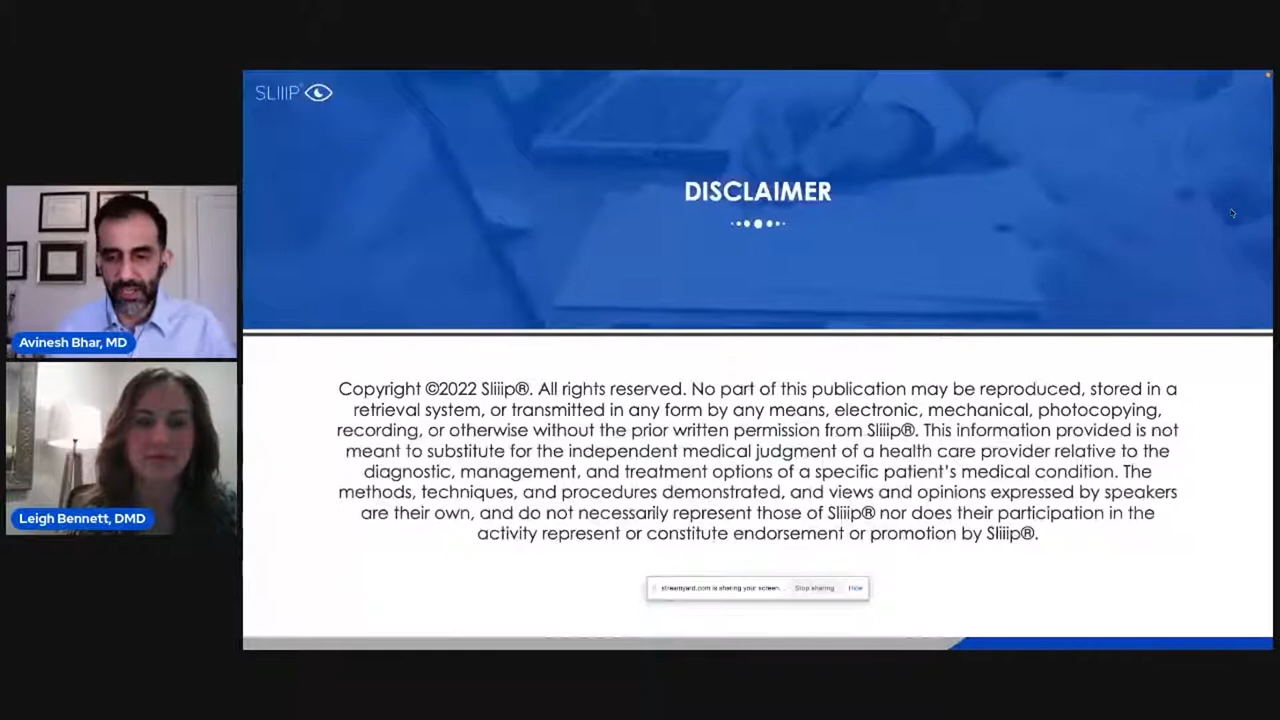 SLIIIP®
DISCLAIMER
Avinesh Bhar, MD
Leigh Bennett, DMD
Copyright ©2022 Sliiip®. All rights reserved. No part of this publication may be reproduced, stored in a
retrieval system, or transmitted in any form by any means, electronic, mechanical, photocopying,
recording, or otherwise without the prior written permission from Sliiip®. This information provided is not
meant to substitute for the independent medical judgment of a health care provider relative to the
diagnostic, management, and treatment options of a specific patient's medical condition. The
methods, techniques, and procedures demonstrated, and views and opinions expressed by speakers
are their own, and do not necessarily represent those of Sliiip® nor does their participation in the
activity represent or constitute endorsement or promotion by Sliiip®.
streamyard.com is sharing your screen. Stop sharing Hide